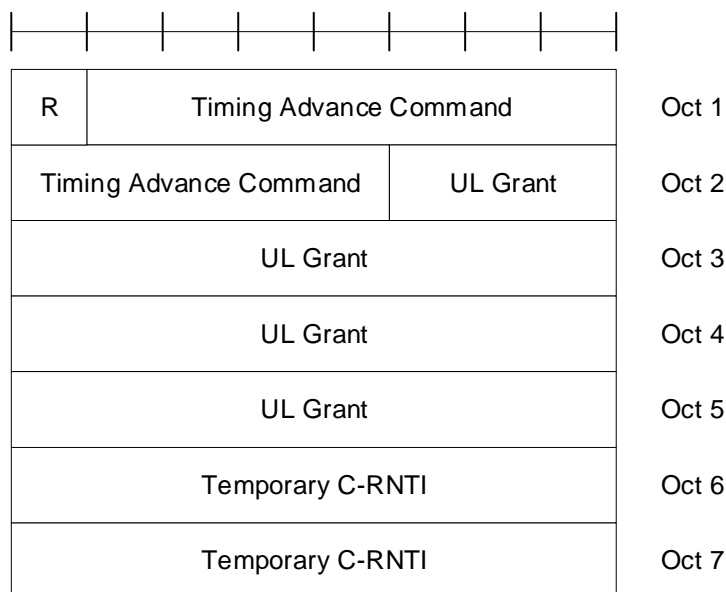 R Timing Advance Command Oct 1
Timing Advance Command UL Grant Oct 2
UL Grant Oct 3
UL Grant Oct 4
UL Grant Oct 5
Temporary C-RNTI Oct 6
Temporary C-RNTI Oct 7